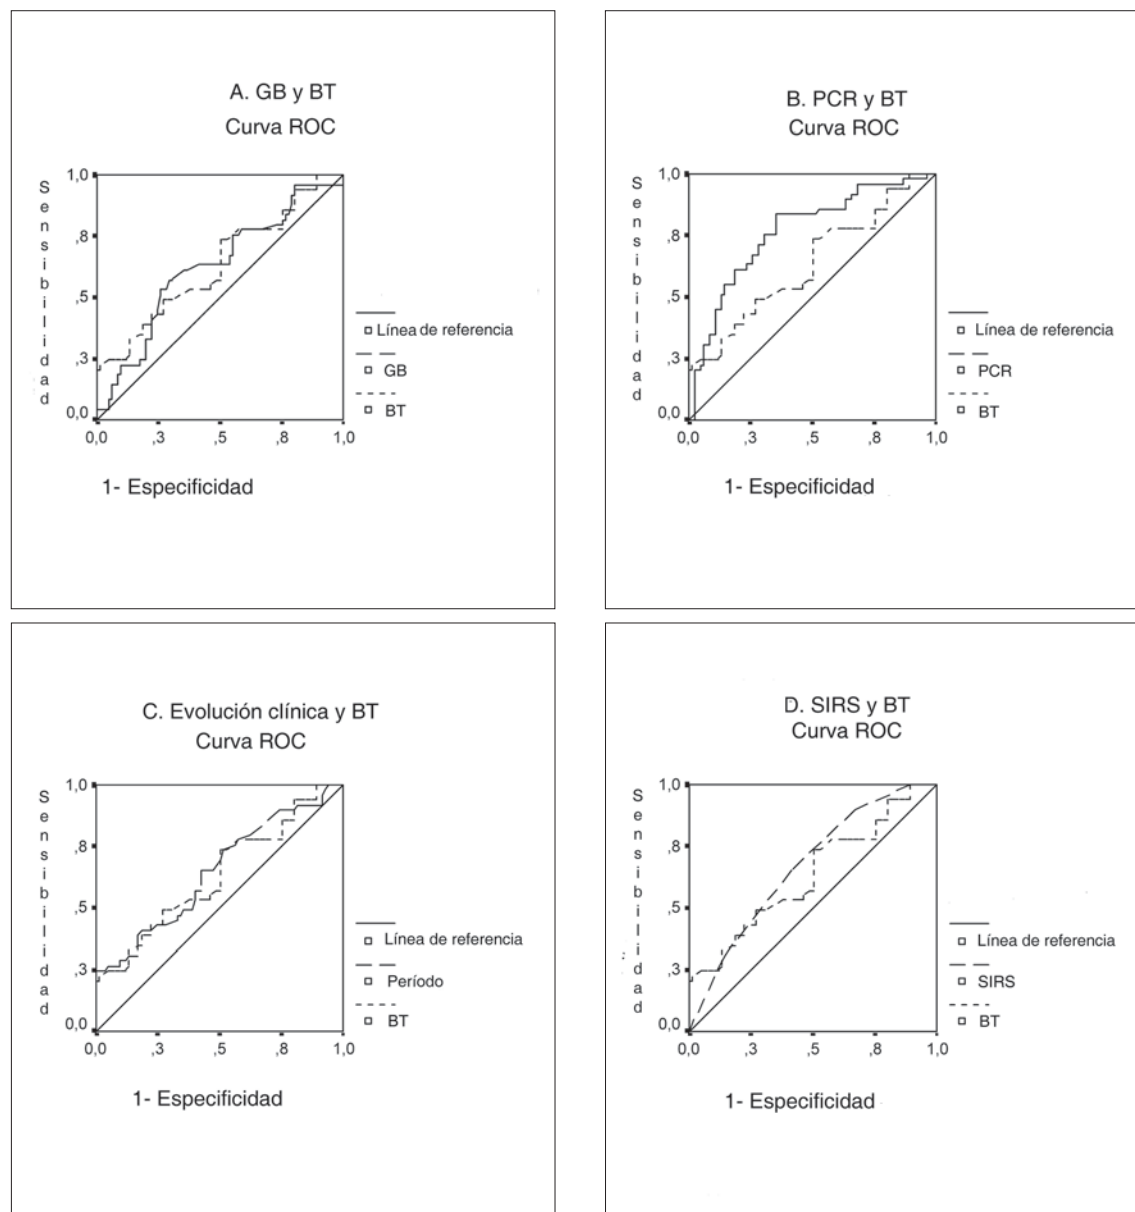 A. GB y BT
Curva ROC
Sensibilidad
1,0
,8
,5
,3
0,0
0,0 ,3 ,5 ,8 1,0
1- Especificidad
Línea de referencia
GB
BT
B. PCR y BT
Curva ROC
Sensibilidad
1,0
,8
,5
,3
0,0
0,0 ,3 ,5 ,8 1,0
1- Especificidad
Línea de referencia
PCR
BT
C. Evolución clínica y BT
Curva ROC
Sensibilidad
1,0
,8
,5
,3
0,0
0,0 ,3 ,5 ,8 1,0
1- Especificidad
Línea de referencia
Período
BT
D. SIRS y BT
Curva ROC
Sensibilidad
1,0
,8
,5
,3
0,0
0,0 ,3 ,5 ,8 1,0
1- Especificidad
Línea de referencia
SIRS
BT